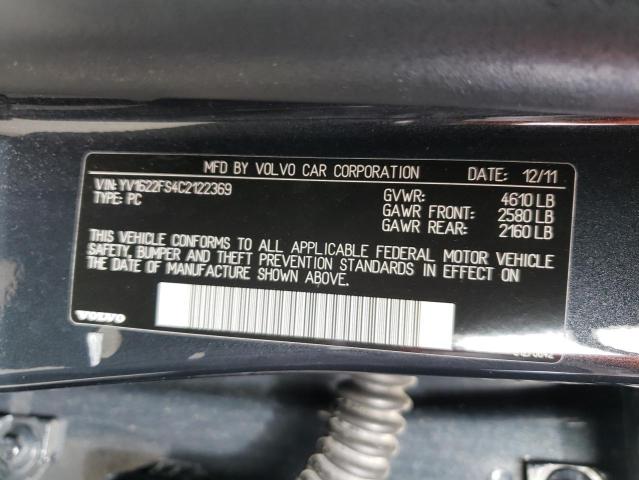 MFD BY VOLVO CAR CORPORATION DATE: 12/11
VIN: YV1622FS4C2122369
TYPE: PC
GVWR: 4610 LB
GAWR FRONT: 2580 LB
GAWR REAR: 2160 LB
THIS VEHICLE CONFORMS TO ALL APPLICABLE FEDERAL MOTOR VEHICLE
SAFETY, BUMPER AND THEFT PREVENTION STANDARDS IN EFFECT ON
THE DATE OF MANUFACTURE SHOWN ABOVE.
VOLVO